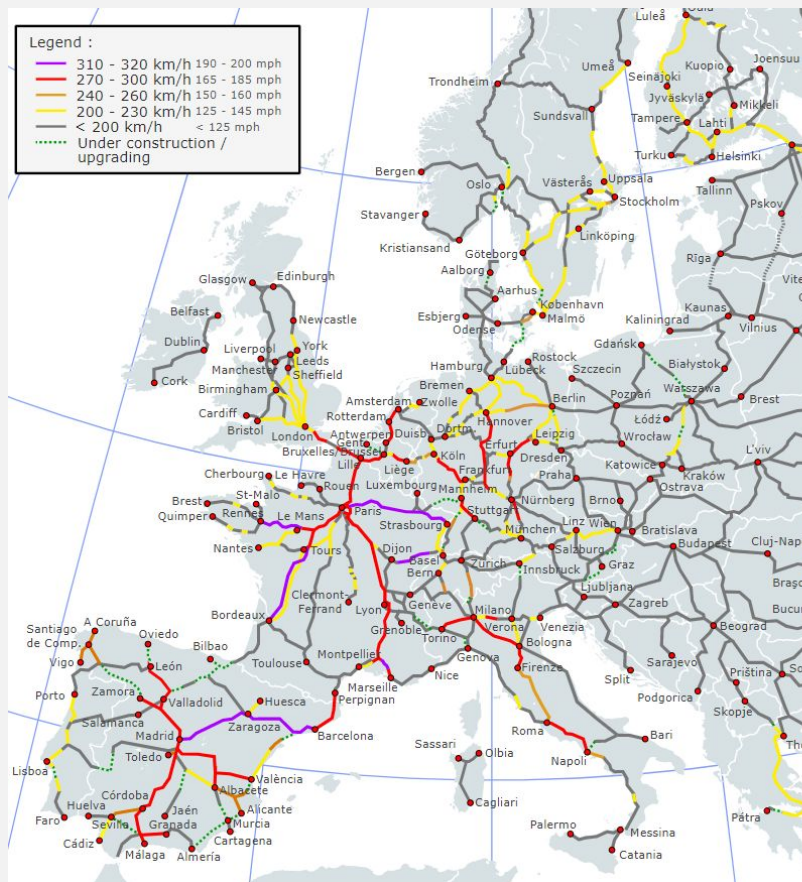 Legend :
310 - 320 km/h 190 - 200 mph
270 - 300 km/h 165 - 185 mph
240 - 260 km/h 150 - 160 mph
200 - 230 km/h 125 - 145 mph
< 200 km/h < 125 mph
Under construction /
upgrading
Luleå
Oulu
Umeå
Seinäjoki
Kuopio
Joensuu
Trondheim
Sundsvall
Jyväskylä
Mikkeli
Tampere
Lahti
Turku
Helsinki
Bergen
Oslo
Västerås
Uppsala
Stockholm
Tallinn
Stavanger
Linköping
Pskov
Kristiansand
Göteborg
Aalborg
Rīga
Glasgow
Edinburgh
Aarhus
København
Vite
Belfast
Newcastle
Esbjerg
Malmö
Kaliningrad
Kaunas
Odense
Vilnius
Dublin
Liverpool
York
Leeds
Gdańsk
Manchester
Sheffield
Hamburg
Lübeck
Rostock
Białystok
Cork
Birmingham
Bremen
Szczecin
Warszawa
Amsterdam
Zwolle
Berlin
Poznań
Brest
Cardiff
Rotterdam
Hannover
Łódź
Bristol
London
Antwerpen
Duisb
Dortm
Leipzig
Wrocław
Gent
Erfurt
Bruxelles/
Brussel
Köln
Dresden
L'viv
Lille
Liège
Katowice
Kraków
Cherbourg
Le Havre
Frankfurt
Praha
Ostrava
Rouen
Luxembourg
Mannheim
St-Malo
Nürnberg
Brno
Brest
Rennes
Le Mans
Paris
Stuttgart
Quimper
Strasbourg
München
Linz
Wien
Bratislava
Nantes
Tours
Dijon
Basel
Zürich
Salzburg
Budapest
Cluj-Nap
Bern
Innsbruck
Graz
Clermont-
Ferrand
Ljubljana
Braşo
Lyon
Genève
Milano
Zagreb
Bordeaux
Grenoble
Verona
Venezia
Bucu
A Coruña
Torino
Beograd
Santiago
de Comp.
Oviedo
Bilbao
Bologna
Montpellier
Genova
Vigo
León
Toulouse
Firenze
Sarajevo
Marseille
Nice
Split
Priština
So
Porto
Zamora
Huesca
Perpignan
Podgorica
Valladolid
Skopje
Salamanca
Zaragoza
Roma
Bari
Madrid
Barcelona
Sassari
Olbia
The
Toledo
Napoli
Lisboa
València
Córdoba
Albacete
Cagliari
Huelva
Jaén
Alicante
Pátra
Faro
Sevilla
Granada
Murcia
Palermo
Messina
Cádiz
Cartagena
Málaga
Almería
Catania